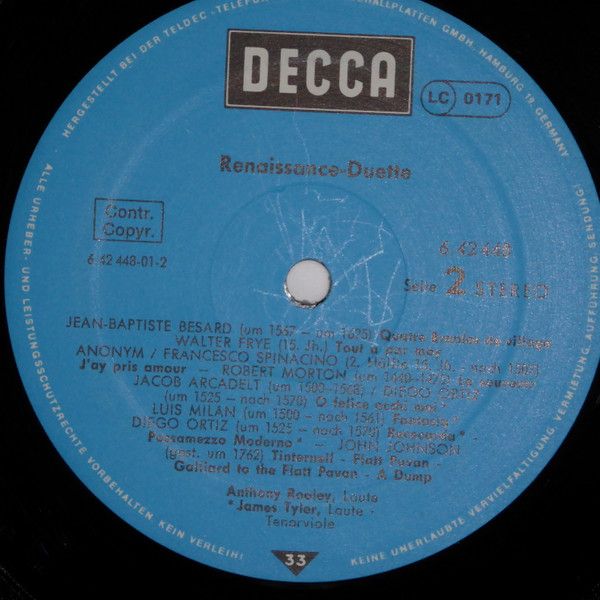 HERGESTELLT BEI DER TELDEC
SCHALLPLATTEN GMBH, HAMBURG 19, GERMANY
DECCA
LC 0171
Renaissance-Duette
Contr.
Copyr.
6.42 448
6.42 448-01-2
Seite 2 STEREO
JEAN-BAPTISTE BESARD (um 1567 – um 1625) Quatre Branles de village
WALTER FRYE (15. Jh.) Tout a par moy
ANONYM / FRANCESCO SPINACINO (2. Hälfte 15. Jh. - nach 1507)
J'ay pris amour – ROBERT MORTON (um 1440-1475) Le souvenir
JACOB ARCADELT (um 1500-1568) / DIEGO ORTIZ
(um 1525 – nach 1570) O felice occhi miei*
LUIS MILAN (um 1500 – nach 1561) Fantasia*
DIEGO ORTIZ (um 1525 – nach 1570) Recercada* -
Passamezzo Moderno* – JOHN JOHNSON
(gest. um 1762) Tinternell - Flatt Pavan -
Galliard to the Flatt Pavan - A Dump
Anthony Rooley, Laute
*James Tyler, Laute *
Tenorviole
33
ALLE URHEBER- UND LEISTUNGSSCHUTZRECHTE VORBEHALTEN KEIN VERLEIH!
KEINE UNERLAUBTE VERVIELFÄLTIGUNG, VERMIETUNG, AUFFÜHRUNG, SENDUNG!